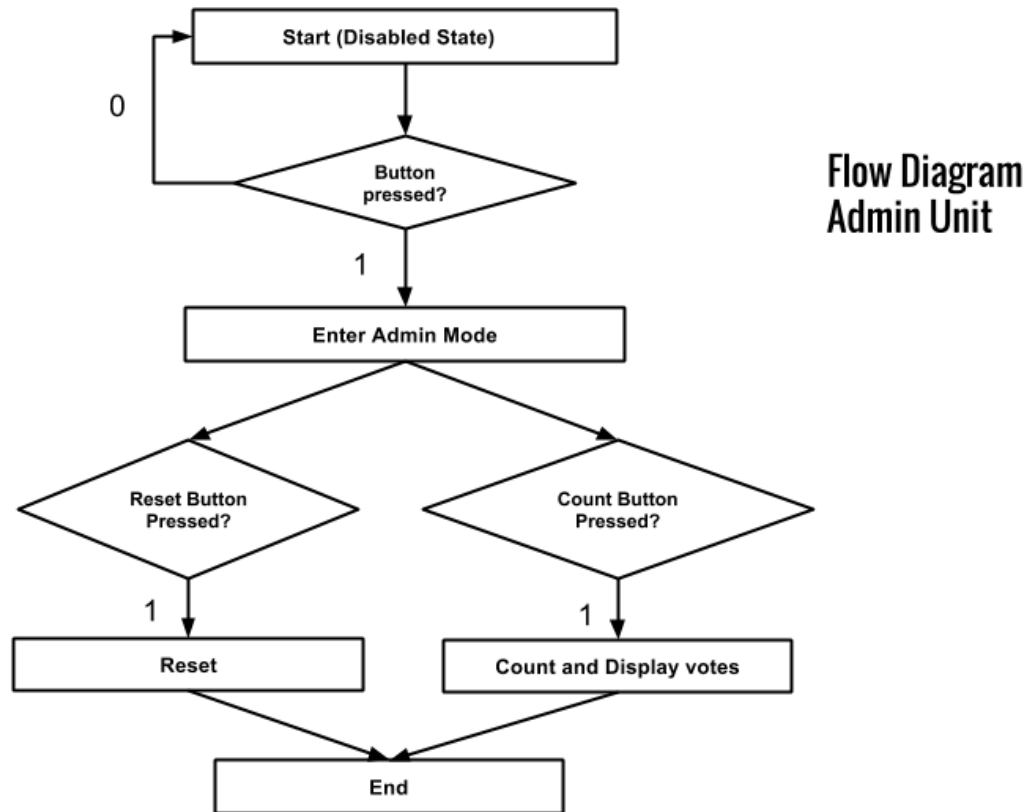 Start (Disabled State)
0
Button
pressed?
Flow Diagram
Admin Unit
1
Enter Admin Mode
Reset Button
Pressed?
Count Button
Pressed?
1
1
Reset
Count and Display votes
End